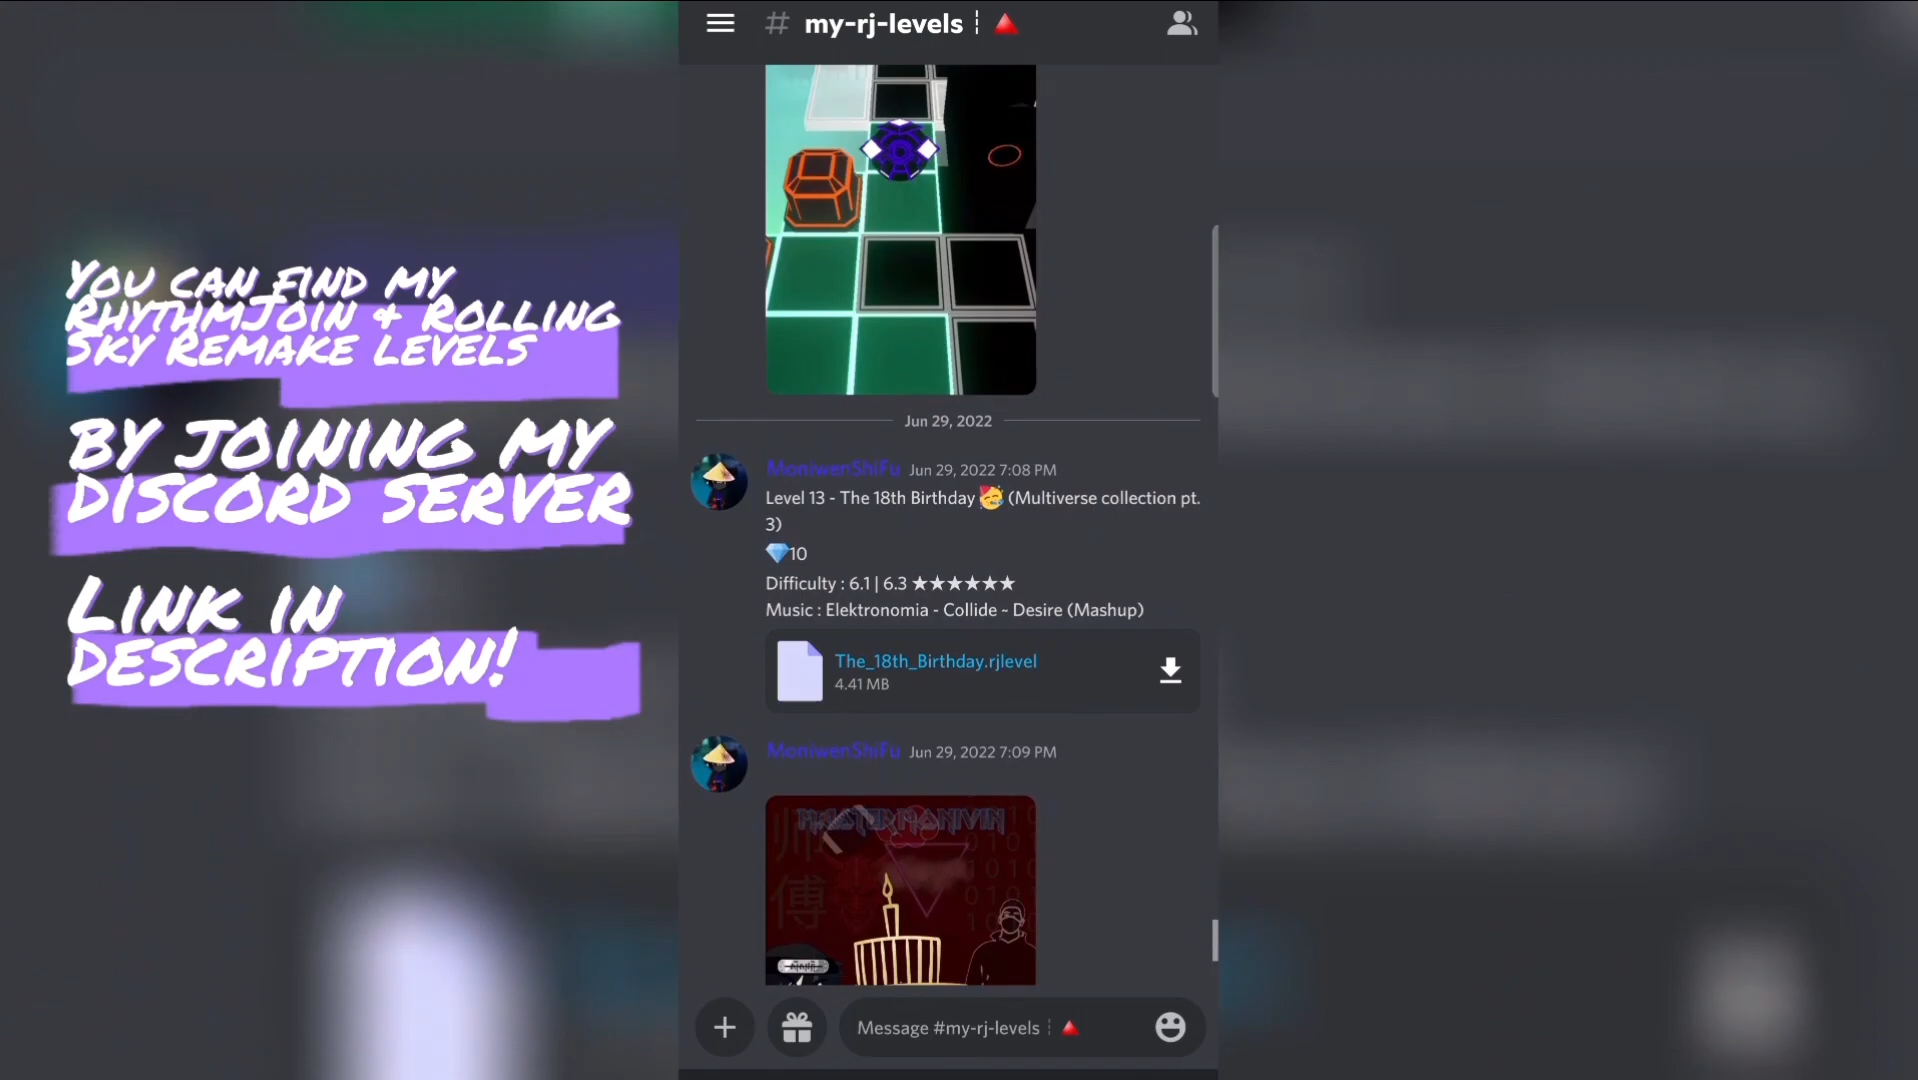 You can find my
RhythmJoin & Rolling
Sky Remake levels
by joining my
discord server
Link in
description!
# my-rj-levels ┊ 🔺
Jun 29, 2022
MoniwenShiFu Jun 29, 2022 7:08 PM
Level 13 - The 18th Birthday 🥳 (Multiverse collection pt.
3)
💎10
Difficulty : 6.1 | 6.3 ★★★★★★
Music : Elektronomia - Collide ~ Desire (Mashup)
The_18th_Birthday.rjlevel
4.41 MB
MoniwenShiFu Jun 29, 2022 7:09 PM
MASTERMONIVIN
师
傅
Message #my-rj-levels ┊ 🔺